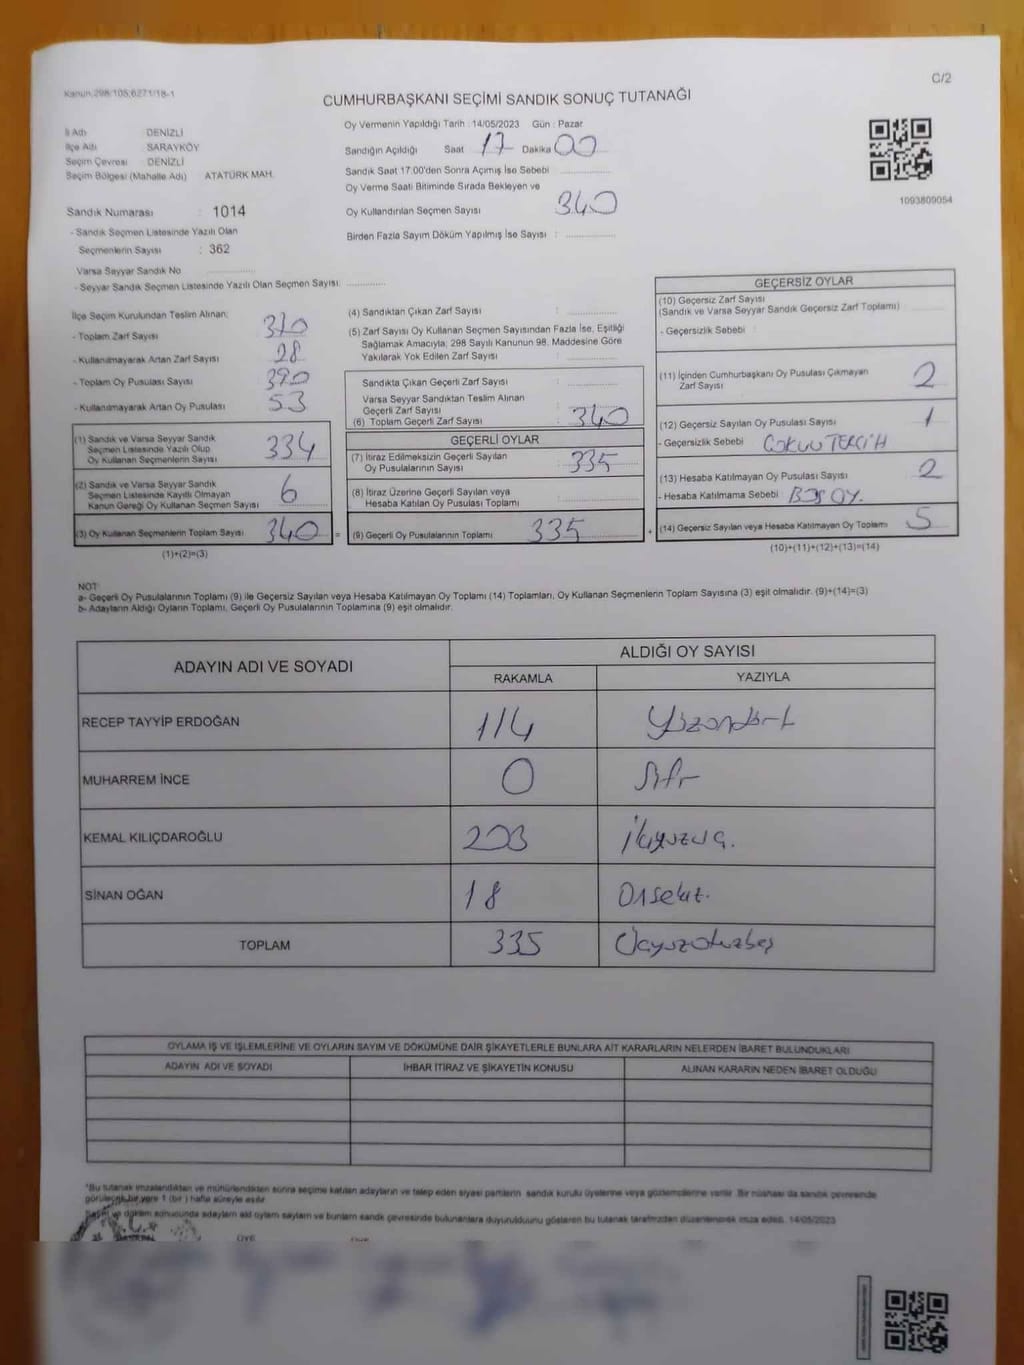 C/2
Kanun:298/105;6271/18-1
CUMHURBAŞKANI SEÇİMİ SANDIK SONUÇ TUTANAĞI
İl Adı : DENİZLİ
İlçe Adı : SARAYKÖY
Seçim Çevresi : DENİZLİ
Seçim Bölgesi (Mahalle Adı) : ATATÜRK MAH.
Sandık Numarası : 1014
- Sandık Seçmen Listesinde Yazılı Olan
Seçmenlerin Sayısı : 362
Varsa Seyyar Sandık No
- Seyyar Sandık Seçmen Listesinde Yazılı Olan Seçmen Sayısı:
Oy Vermenin Yapıldığı Tarih : 14/05/2023 Gün : Pazar
Sandığın Açıldığı Saat 17 Dakika 00
Sandık Saat 17:00'den Sonra Açımış İse Sebebi
Oy Verme Saati Bitiminde Sırada Bekleyen ve
Oy Kullandırılan Seçmen Sayısı 340
Birden Fazla Sayım Döküm Yapılmış İse Sayısı :
1093809054
İlçe Seçim Kurulundan Teslim Alınan:
- Toplam Zarf Sayısı
- Kullanılmayarak Artan Zarf Sayısı 28
- Toplam Oy Pusulası Sayısı 390
- Kullanılmayarak Artan Oy Pusulası 53
(1) Sandık ve Varsa Seyyar Sandık
Seçmen Listesinde Yazılı Olup
Oy Kullanan Seçmenlerin Sayısı 334
(2) Sandık ve Varsa Seyyar Sandık
Seçmen Listesinde Kayıtlı Olmayan
Kanun Gereği Oy Kullanan Seçmen Sayısı 6
(3) Oy Kullanan Seçmenlerin Toplam Sayısı 340 =
(1)+(2)=(3)
(4) Sandıktan Çıkan Zarf Sayısı :
(5) Zarf Sayısı Oy Kullanan Seçmen Sayısından Fazla İse, Eşitliği
Sağlamak Amacıyla; 298 Sayılı Kanunun 98. Maddesine Göre
Yakılarak Yok Edilen Zarf Sayısı :
Sandıkta Çıkan Geçerli Zarf Sayısı :
Varsa Seyyar Sandıktan Teslim Alınan
Geçerli Zarf Sayısı :
(6) Toplam Geçerli Zarf Sayısı : 340
GEÇERLİ OYLAR
(7) İtiraz Edilmeksizin Geçerli Sayılan
Oy Pusulalarının Sayısı : 335
(8) İtiraz Üzerine Geçerli Sayılan veya
Hesaba Katılan Oy Pusulası Toplamı :
(9) Geçerli Oy Pusulalarının Toplamı 335 +
GEÇERSİZ OYLAR
(10) Geçersiz Zarf Sayısı
(Sandık ve Varsa Seyyar Sandık Geçersiz Zarf Toplamı)
- Geçersizlik Sebebi :
(11) İçinden Cumhurbaşkanı Oy Pusulası Çıkmayan
Zarf Sayısı 2
(12) Geçersiz Sayılan Oy Pusulası Sayısı 1
- Geçersizlik Sebebi ÇOKLU TERCİH
(13) Hesaba Katılmayan Oy Pusulası Sayısı 2
- Hesaba Katılmama Sebebi BOŞ OY.
(14) Geçersiz Sayılan veya Hesaba Katılmayan Oy Toplamı 5
(10)+(11)+(12)+(13)=(14)
NOT:
a- Geçerli Oy Pusulalarının Toplamı (9) ile Geçersiz Sayılan veya Hesaba Katılmayan Oy Toplamı (14) Toplamları, Oy Kullanan Seçmenlerin Toplam Sayısına (3) eşit olmalıdır. (9)+(14)=(3)
b- Adayların Aldığı Oyların Toplamı, Geçerli Oy Pusulalarının Toplamına (9) eşit olmalıdır.
ADAYIN ADI VE SOYADI
ALDIĞI OY SAYISI
RAKAMLA YAZIYLA
RECEP TAYYİP ERDOĞAN 114 Yüzondört
MUHARREM İNCE 0 Sıfır
KEMAL KILIÇDAROĞLU 203 İkiyüzüç.
SİNAN OĞAN 18 Onsekiz.
TOPLAM 335 Üçyüzotuzbeş
OYLAMA İŞ VE İŞLEMLERİNE VE OYLARIN SAYIM VE DÖKÜMÜNE DAİR ŞİKAYETLERLE BUNLARA AİT KARARLARIN NELERDEN İBARET BULUNDUKLARI
ADAYIN ADI VE SOYADI İHBAR İTİRAZ VE ŞİKAYETİN KONUSU ALINAN KARARIN NEDEN İBARET OLDUĞU
*Bu tutanak imzalandıktan ve mühürlendikten sonra seçime katılan adayların ve talep eden siyasi partilerin sandık kurulu üyelerine veya gözlemcilerine verilir. Bir nüshası da sandık çevresinde
görülecek bir yere 1 (bir ) hafta süreyle asılır.
sonucunda adayların oyların sayıları ve bunların sandık çevresinde bulunanlara duyurulduğunu gösteren bu tutanak tarafımızdan düzenlenerek imza edildi. 14/05/2023
ÜYE